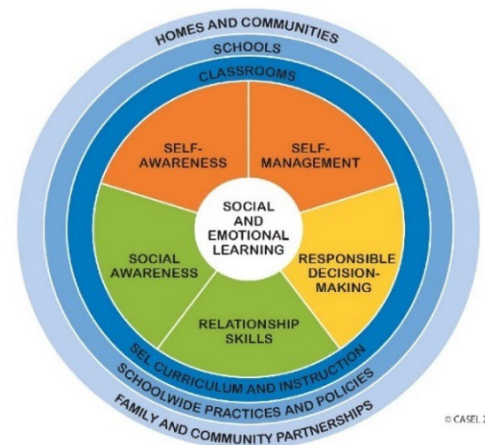 HOMES AND COMMUNITIES
SCHOOLS
CLASSROOMS
SELF-
AWARENESS
SELF-
MANAGEMENT
SOCIAL
AND
EMOTIONAL
LEARNING
SOCIAL
AWARENESS
RESPONSIBLE
DECISION-
MAKING
RELATIONSHIP
SKILLS
SEL CURRICULUM AND INSTRUCTION
SCHOOLWIDE PRACTICES AND POLICIES
FAMILY AND COMMUNITY PARTNERSHIPS
© CASEL 2